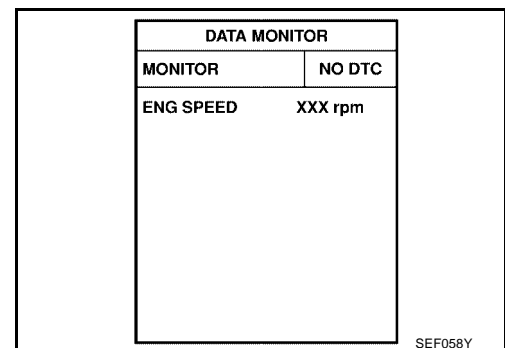 DATA MONITOR
MONITOR NO DTC
ENG SPEED XXX rpm
SEF058Y